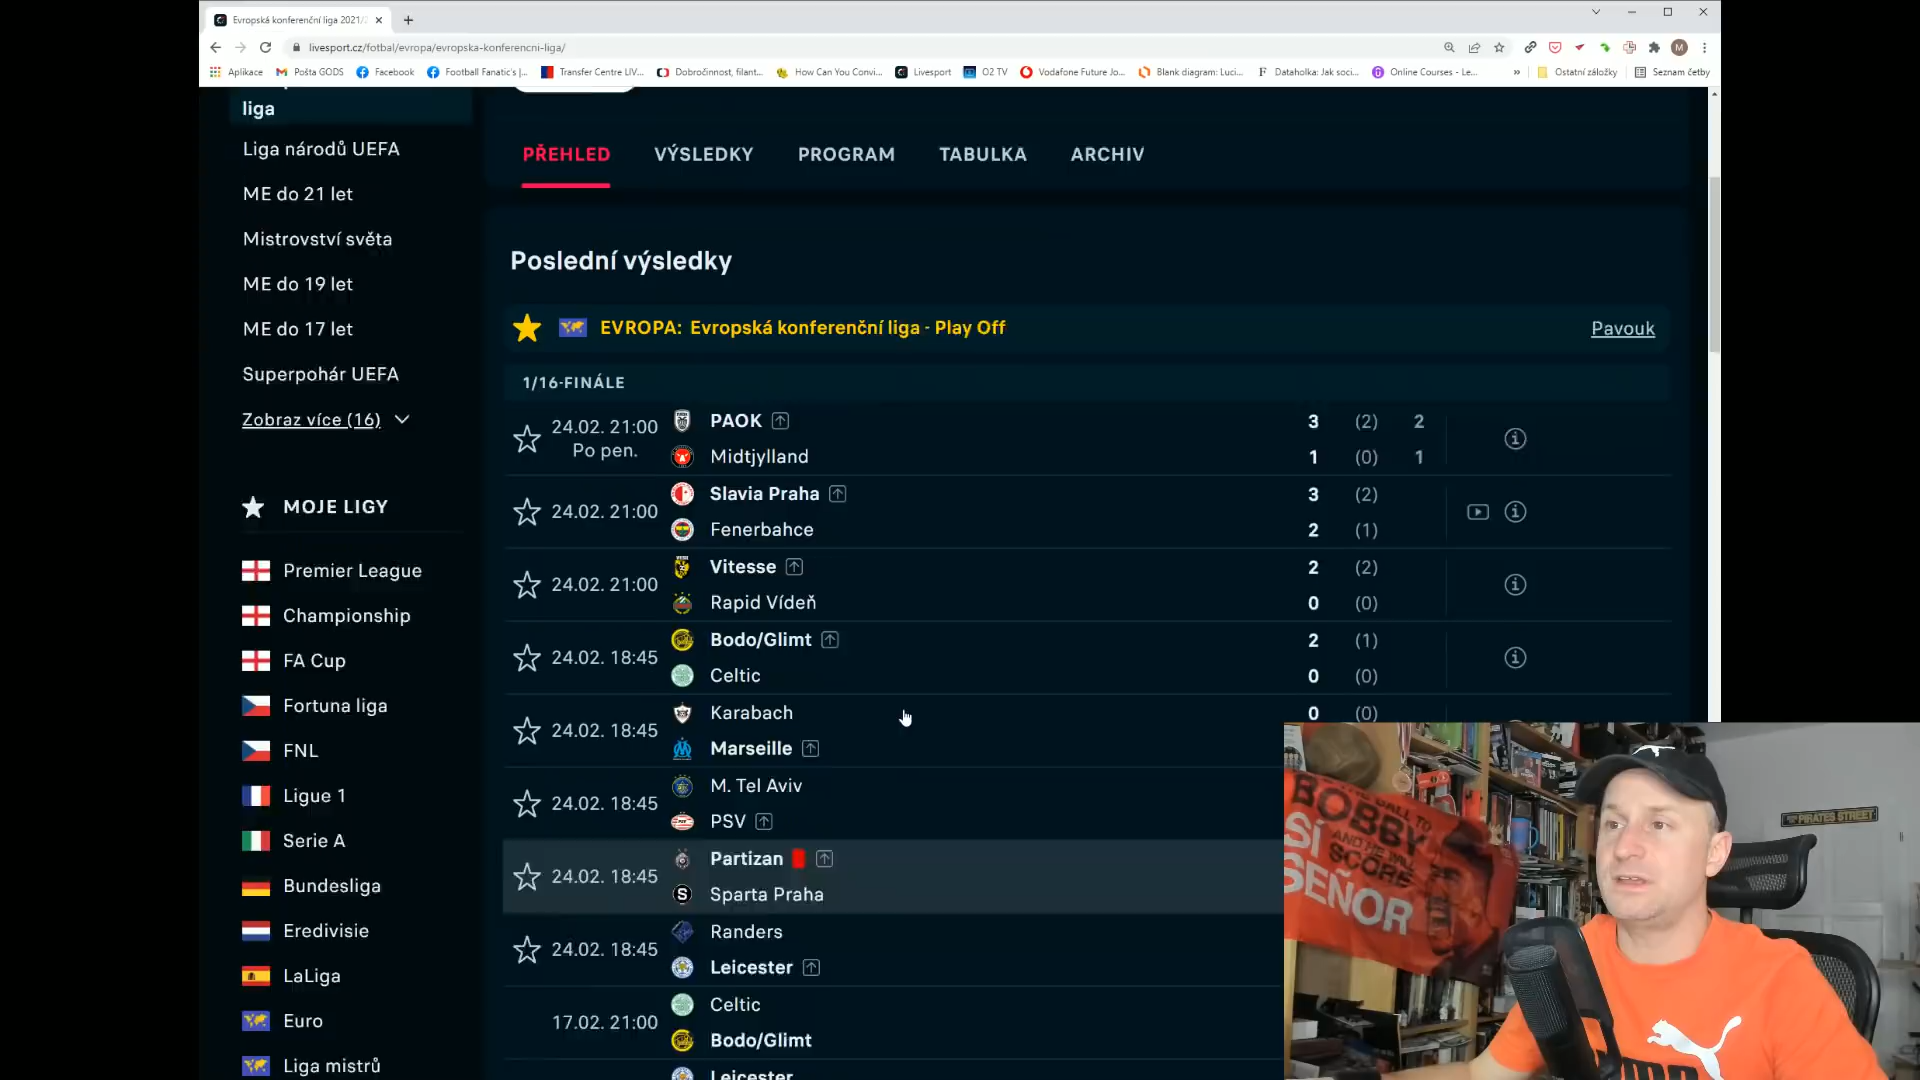 Evropská konferenční liga 2021/2
livesport.cz/fotbal/evropa/evropska-konferencni-liga/
M
Aplikace
Pošta GODS
Facebook
Football Fanatic's |...
Transfer Centre LIV...
Dobročinnost, filant...
How Can You Convi...
Livesport
O2 TV
Vodafone Future Jo...
Blank diagram: Luci...
Dataholka: Jak soci...
Online Courses - Le...
»
Ostatní záložky
Seznam četby
liga
Liga národů UEFA
ME do 21 let
Mistrovství světa
ME do 19 let
ME do 17 let
Superpohár UEFA
Zobraz více (16)
MOJE LIGY
Premier League
Championship
FA Cup
Fortuna liga
FNL
Ligue 1
Serie A
Bundesliga
Eredivisie
LaLiga
Euro
Liga mistrů
PŘEHLED
VÝSLEDKY
PROGRAM
TABULKA
ARCHIV
Poslední výsledky
EVROPA: Evropská konferenční liga - Play Off
Pavouk
1/16-FINÁLE
24.02. 21:00
Po pen.
PAOK 3 (2) 2
Midtjylland 1 (0) 1
24.02. 21:00
Slavia Praha 3 (2)
Fenerbahce 2 (1)
24.02. 21:00
Vitesse 2 (2)
Rapid Vídeň 0 (0)
24.02. 18:45
Bodo/Glimt 2 (1)
Celtic 0 (0)
24.02. 18:45
Karabach 0 (0)
Marseille
24.02. 18:45
M. Tel Aviv
PSV
24.02. 18:45
Partizan
Sparta Praha
24.02. 18:45
Randers
Leicester
17.02. 21:00
Celtic
Bodo/Glimt
Leicester
BALL TO
BOBBY
AND HE WILL
SCORE
SÍ
SEÑOR
PIRATES STREET